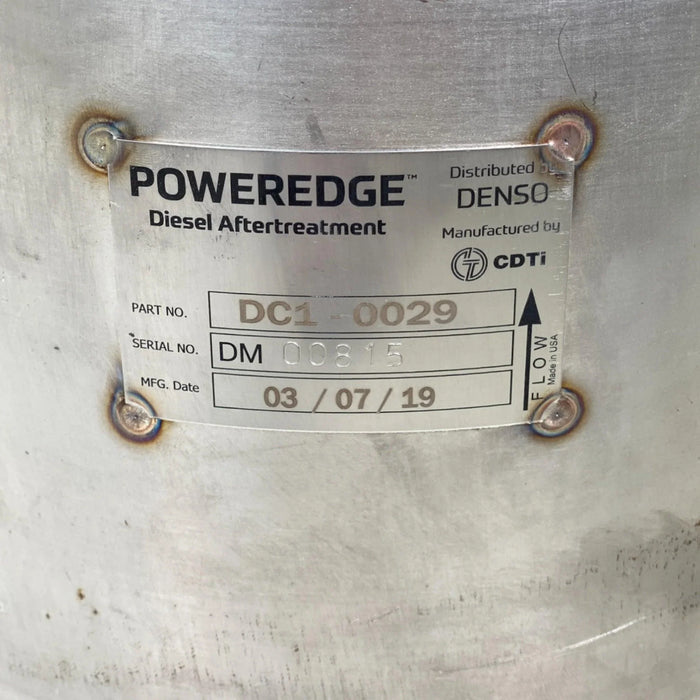 POWEREDGE™
Diesel Aftertreatment
Distributed by
DENSO
Manufactured by
CDTi
PART NO. DC1-0029
SERIAL NO. DM 00815
MFG. Date 03/07/19
FLOW
Made in USA